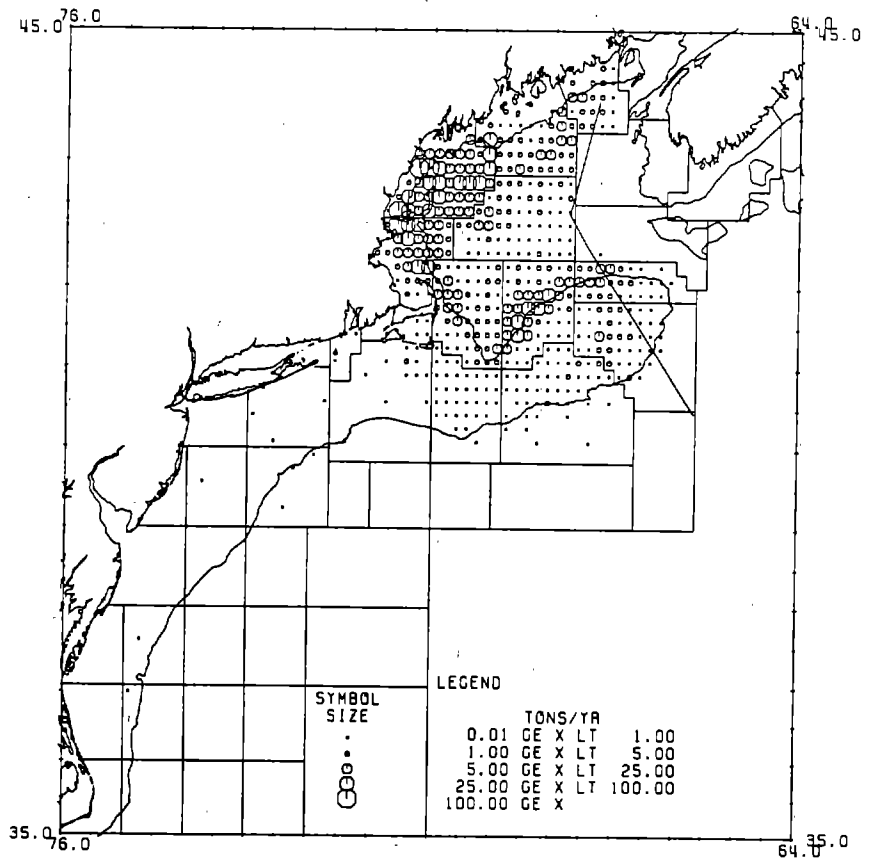 76.0 64.0
45.0 45.0
LEGEND
SYMBOL
SIZE
TONS/YR
0.01 GE X LT 1.00
1.00 GE X LT 5.00
5.00 GE X LT 25.00
25.00 GE X LT 100.00
100.00 GE X
35.0 35.0
76.0 64.0